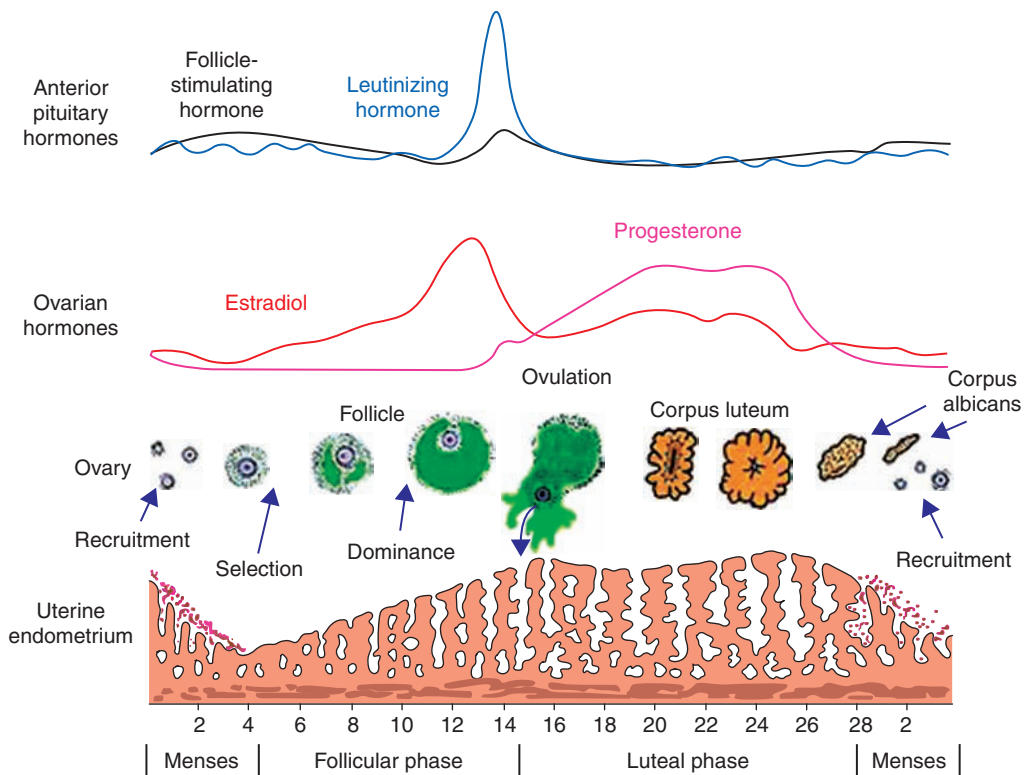 Anterior
pituitary
hormones
Follicle-
stimulating
hormone
Leutinizing
hormone
Ovarian
hormones
Estradiol
Progesterone
Ovulation
Ovary
Follicle
Corpus luteum
Corpus
albicans
Recruitment
Selection
Dominance
Recruitment
Uterine
endometrium
2 4 6 8 10 12 14 16 18 20 22 24 26 28 2
Menses Follicular phase Luteal phase Menses